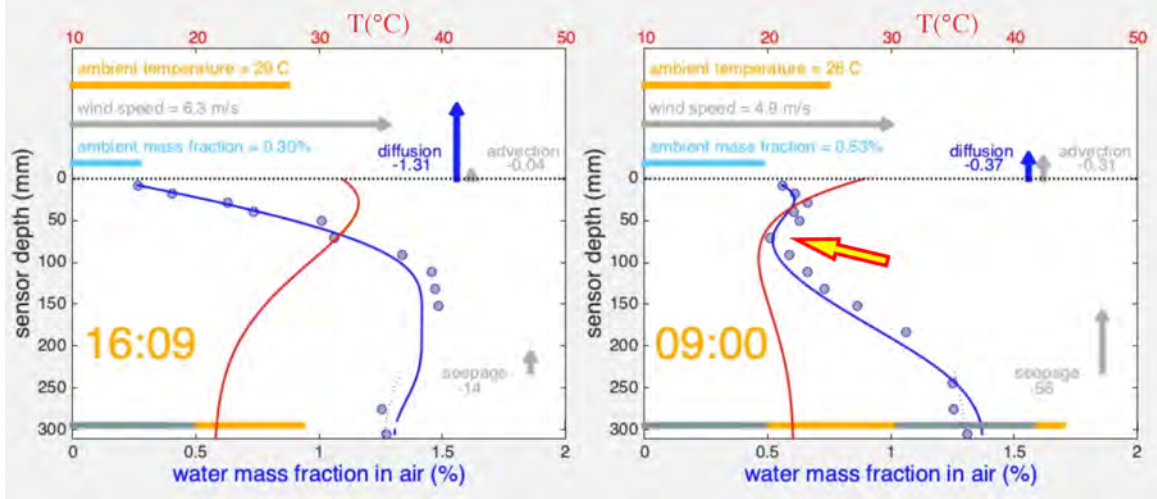 T(°C)
10 20 30 40 50
ambient temperature = 29 C
wind speed = 6.3 m/s
ambient mass fraction = 0.30%
diffusion
-1.31
advection
-0.04
sensor depth (mm)
0
50
100
150
200
250
300
16:09
seepage
-14
0 0.5 1 1.5 2
water mass fraction in air (%)
T(°C)
10 20 30 40 50
ambient temperature = 26 C
wind speed = 4.9 m/s
ambient mass fraction = 0.53%
diffusion
-0.37
advection
-0.31
sensor depth (mm)
0
50
100
150
200
250
300
09:00
seepage
-56
0 0.5 1 1.5 2
water mass fraction in air (%)